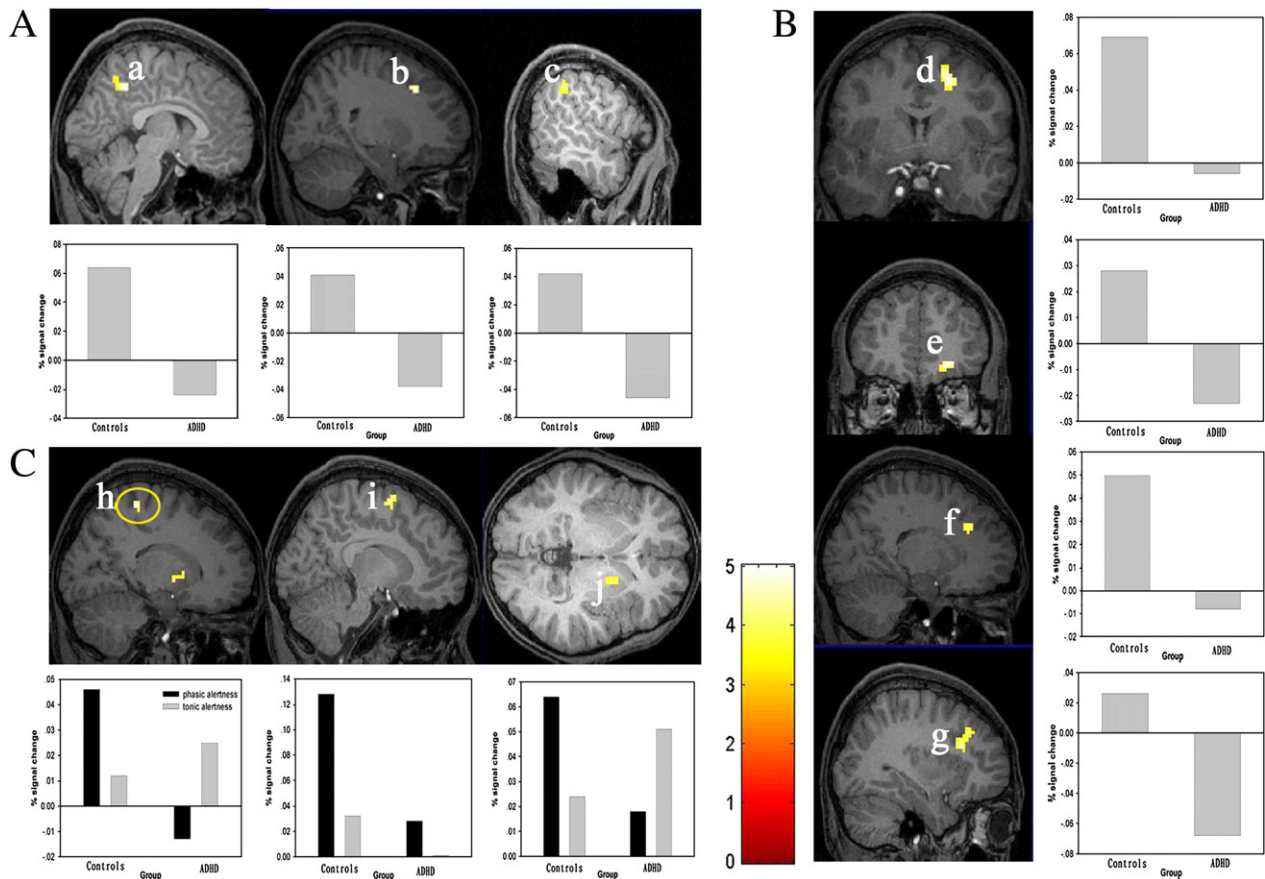 A
a
b
c
% signal change
.08
.06
.04
.02
0.00
-.02
-.04
Controls
ADHD
% signal change
.06
.04
.02
0.00
-.02
-.04
-.06
Controls
ADHD
Group
% signal change
.06
.04
.02
0.00
-.02
-.04
-.06
Controls
ADHD
Group
B
d
% signal change
.08
.06
.04
.02
0.00
-.02
Controls
ADHD
Group
e
% signal change
.04
.03
.02
.01
0.00
-.01
-.02
-.03
Controls
ADHD
Group
f
% signal change
.06
.05
.04
.03
.02
.01
0.00
-.01
-.02
Controls
ADHD
Group
g
% signal change
.04
.02
0.00
-.02
-.04
-.06
-.08
Controls
ADHD
Group
C
h
i
j
% signal change
.05
.04
.03
.02
.01
0.00
-.01
-.02
phasic alertness
tonic alertness
Controls
ADHD
Group
% signal change
.14
.13
.10
.08
.06
.04
.02
0.00
Controls
ADHD
Group
% signal change
.07
.06
.05
.04
.03
.02
.01
0.00
Controls
ADHD
Group
5
4
3
2
1
0